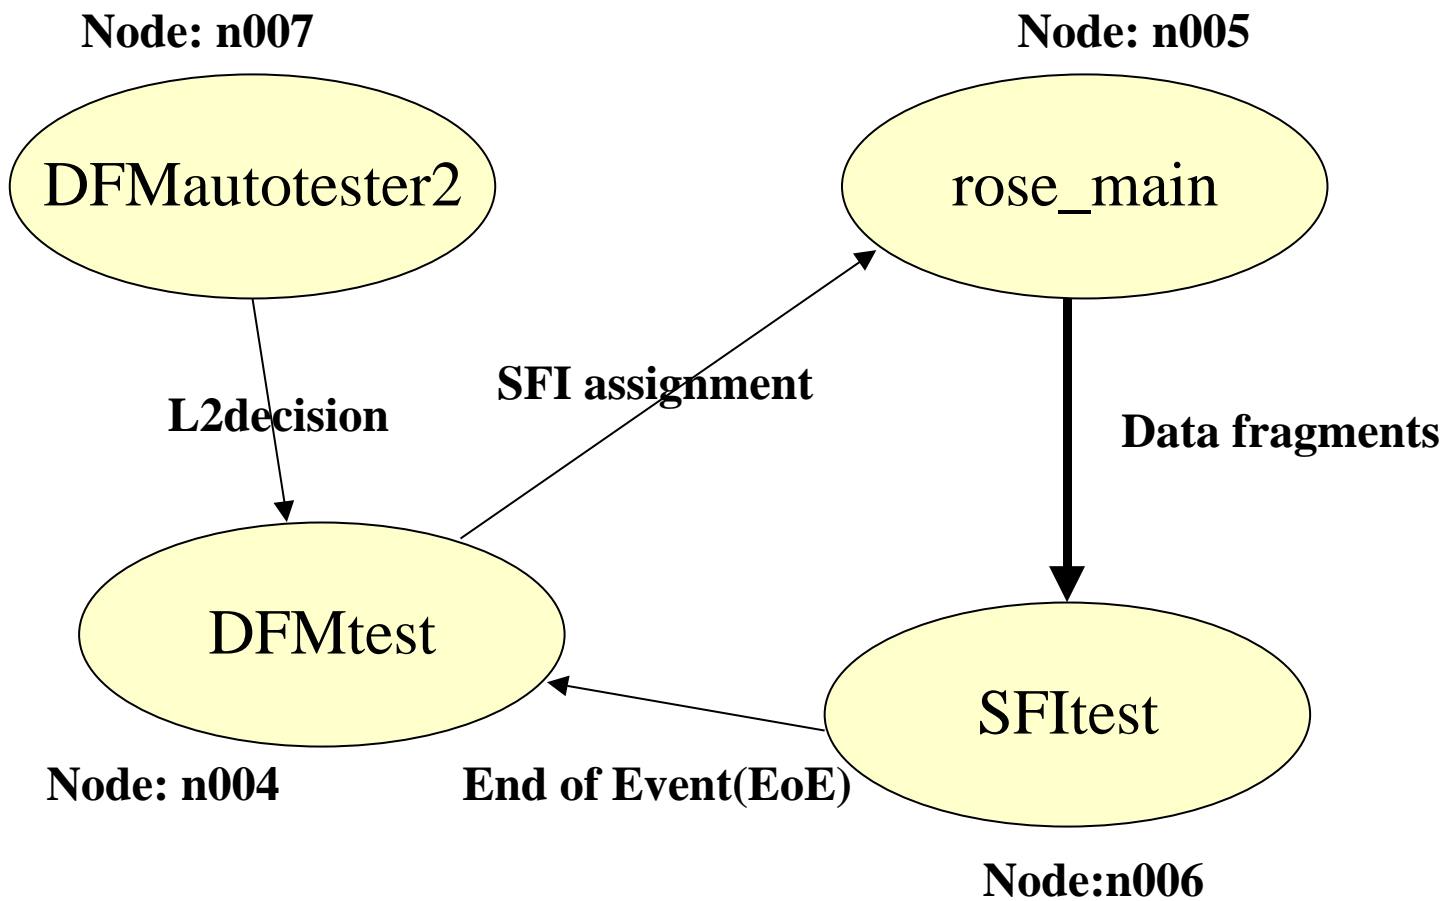 Node: n007
Node: n005
DFMautotester2
rose_main
SFI assignment
L2decision
Data fragments
DFMtest
SFItest
Node: n004
End of Event(EoE)
Node:n006